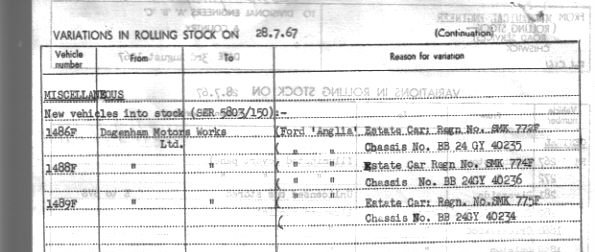 VARIATIONS IN ROLLING STOCK ON 28.7.67 (Continuation)
Vehicle number From To Reason for variation
MISCELLANEOUS
New vehicles into stock (SER 5803/150):-
1486F Dagenham Motors Ltd. Works (Ford 'Anglia' Estate Car: Regn No. SMK 772F
( " " Chassis No. BB 24 GY 40235
1488F " " ( " " Estate Car Regn No. SMK 774F
( " " Chassis No. BB 24GY 40236
1489F " " ( " " Estate Car: Regn. No. SMK 775F
( Chassis No. BB 24GY 40234